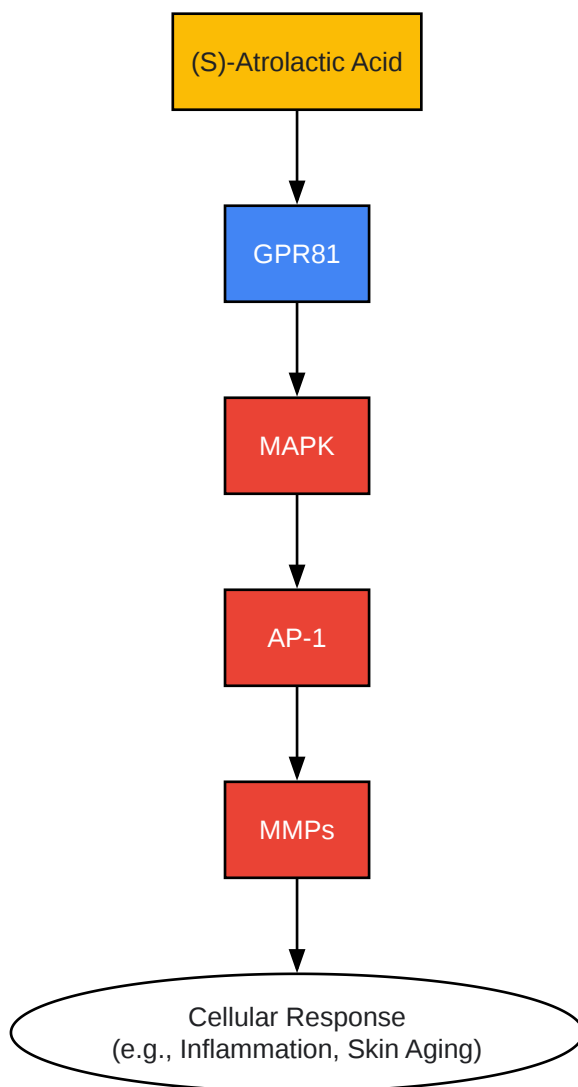 (S)-Atrolactic Acid
GPR81
MAPK
AP-1
MMPs
Cellular Response
(e.g., Inflammation, Skin Aging)